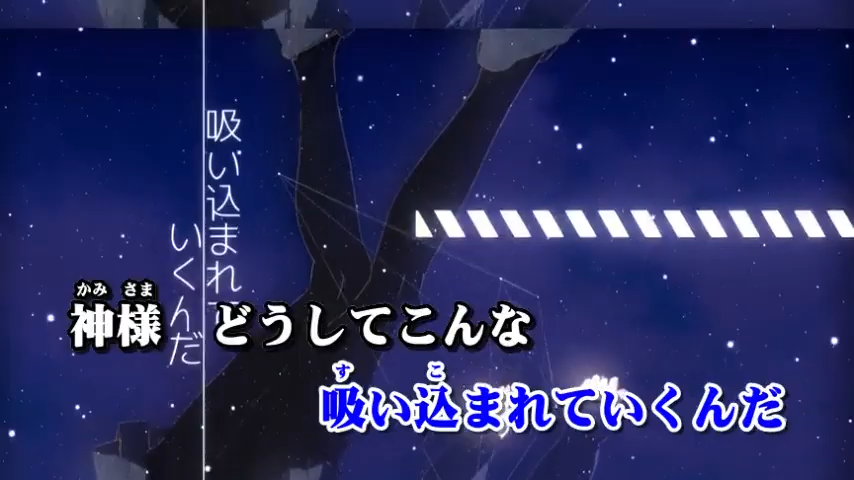 吸い込まれて
いくんだ
かみ さま
神様 どうしてこんな
す こ
吸い込まれていくんだ